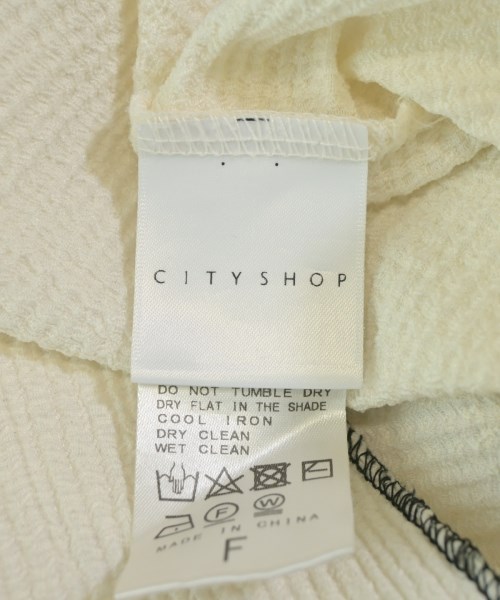 CITYSHOP
DO NOT TUMBLE DRY
DRY FLAT IN THE SHADE
COOL IRON
DRY CLEAN
WET CLEAN
F W
MADE IN CHINA
F